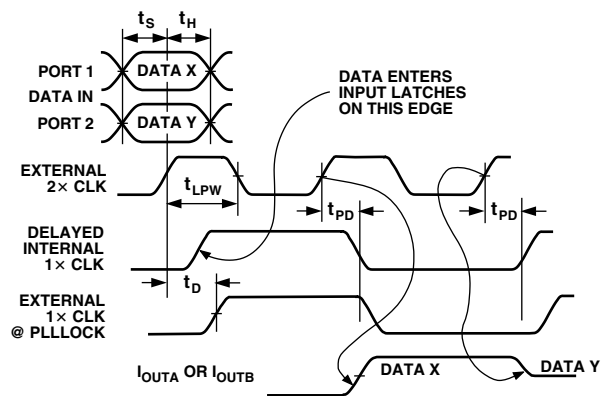 tS tH
PORT 1 DATA X
DATA IN
PORT 2 DATA Y
DATA ENTERS
INPUT LATCHES
ON THIS EDGE
EXTERNAL
2× CLK
tLPW
tPD
tPD
DELAYED
INTERNAL
1× CLK
tD
EXTERNAL
1× CLK
@ PLLLOCK
IOUTA OR IOUTB
DATA X
DATA Y